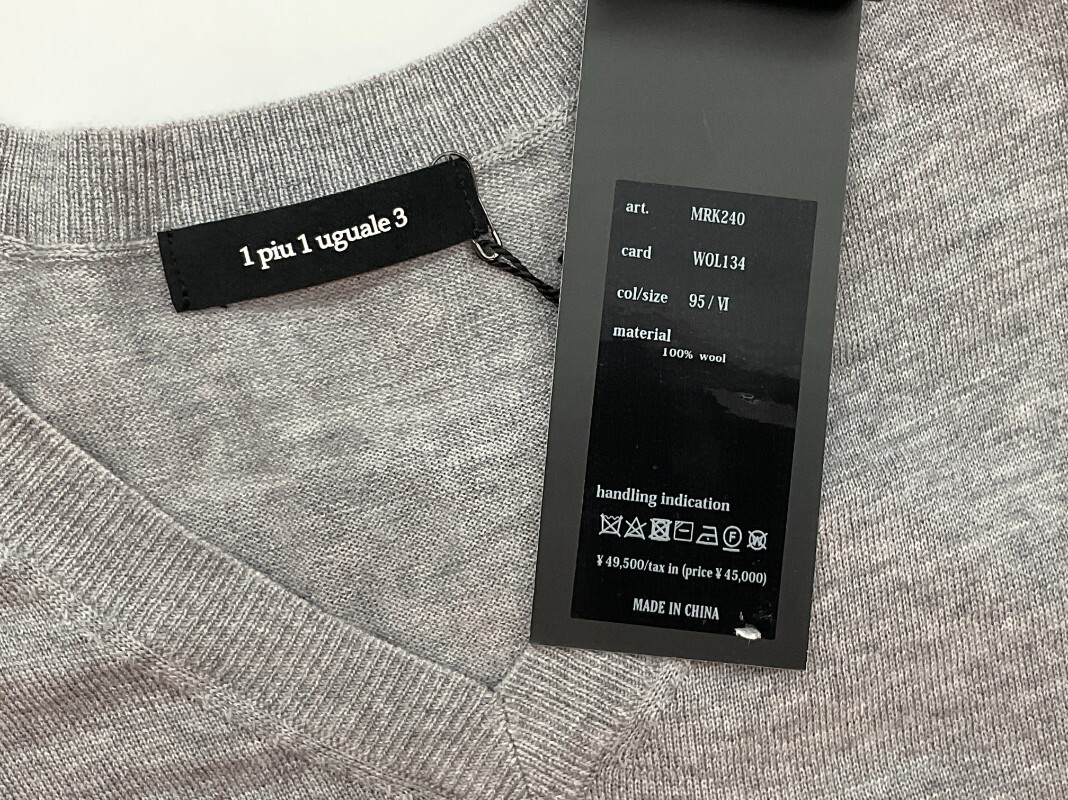 1 piu 1 uguale 3
art. MRK240
card WOL134
col/size 95 / Ⅵ
material
100% wool
handling indication
F W
¥ 49,500/tax in (price ¥ 45,000)
MADE IN CHINA